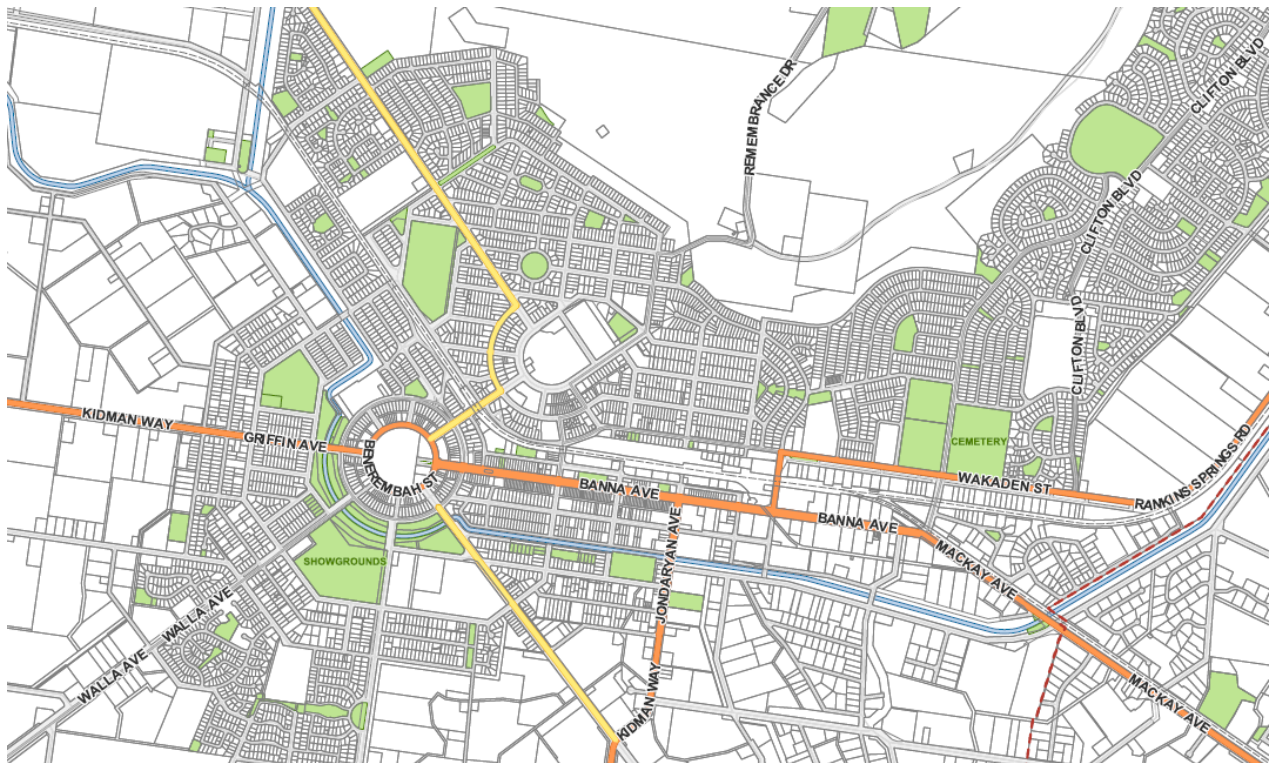 CLIFTON BLVD
REMEMBRANCE DR
CLIFTON BLVD
CLIFTON BLVD
KIDMAN WAY
GRIFFIN AVE
BENEREMBAH ST
CEMETERY
WAKADEN ST
RANKINS SPRINGS RD
BANNA AVE
BANNA AVE
JONDARYAN AVE
MACKAY AVE
SHOWGROUNDS
WALLA AVE
WALLA AVE
KIDMAN WAY
MACKAY AVE